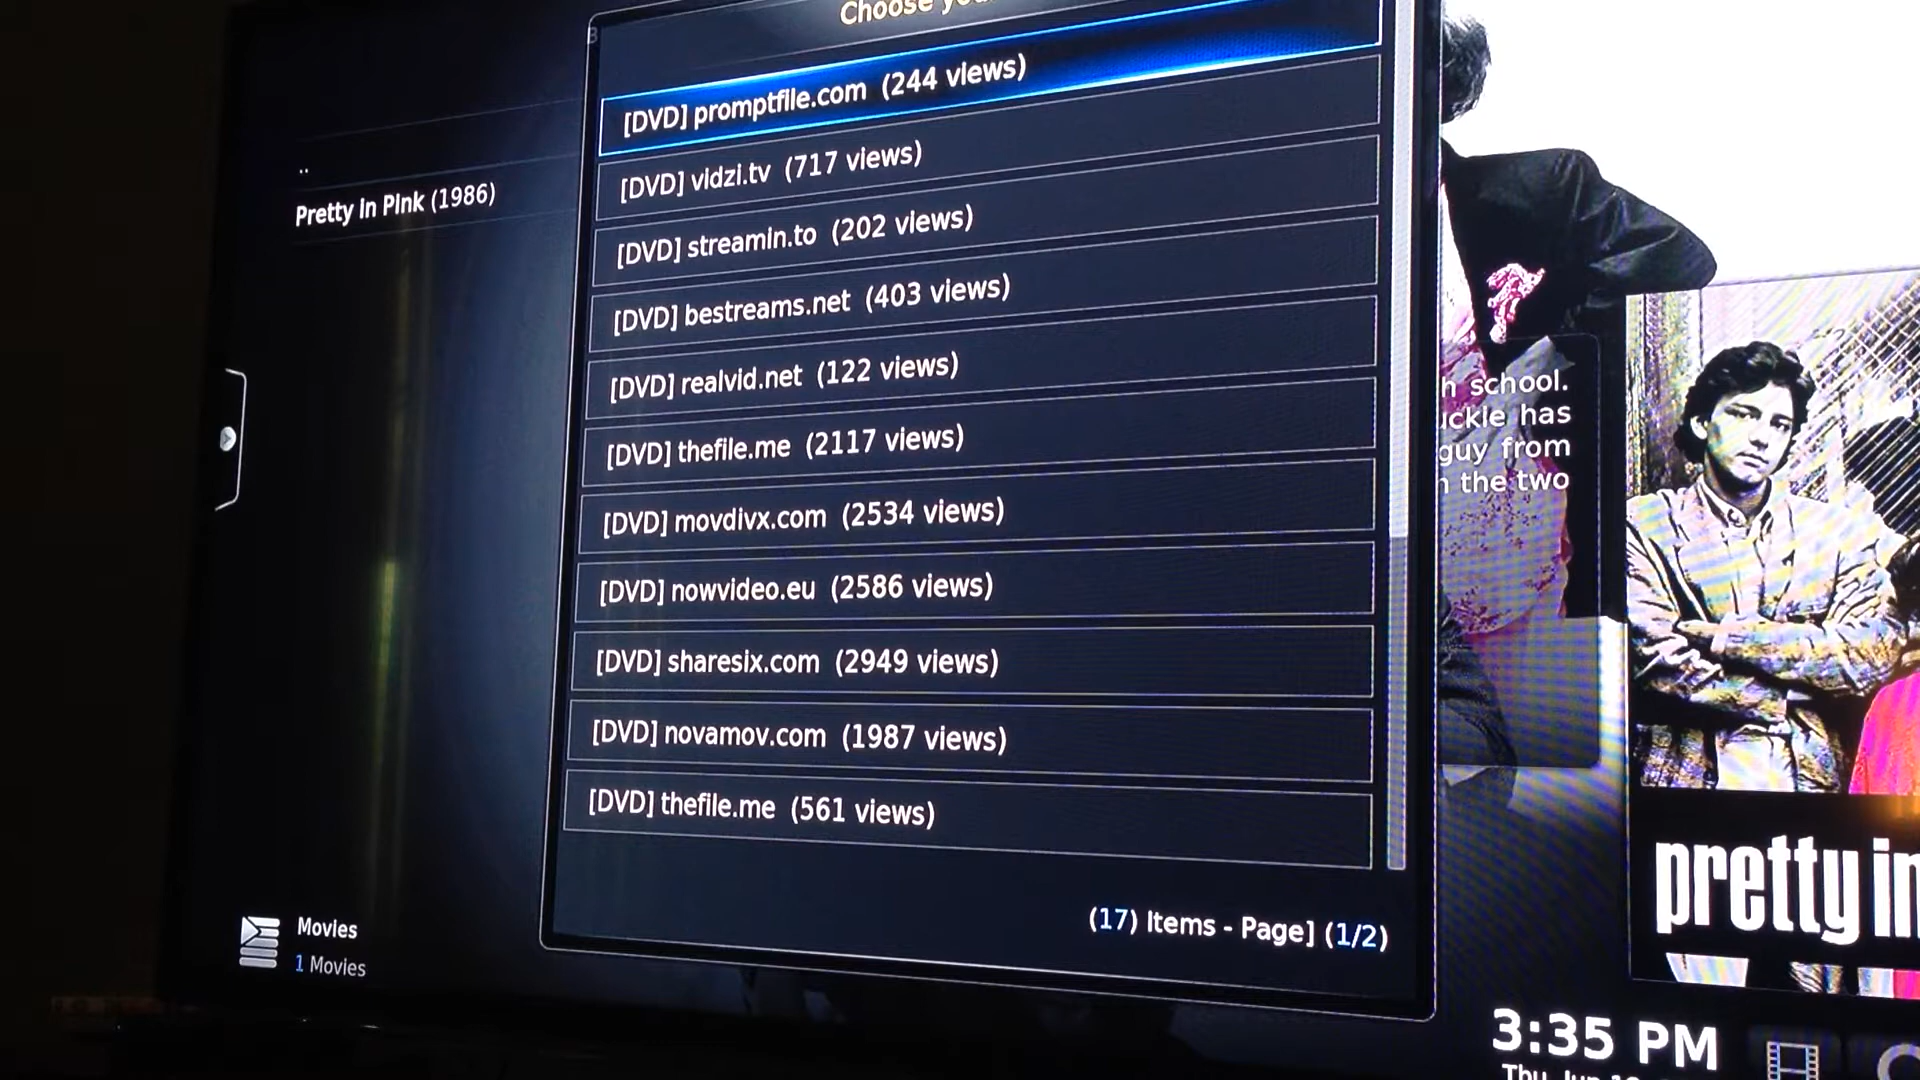 Choose
..
Pretty In Pink (1986)
[DVD] promptfile.com (244 views)
[DVD] vidzi.tv (717 views)
[DVD] streamin.to (202 views)
[DVD] bestreams.net (403 views)
[DVD] realvid.net (122 views)
[DVD] thefile.me (2117 views)
[DVD] movdivx.com (2534 views)
[DVD] nowvideo.eu (2586 views)
[DVD] sharesix.com (2949 views)
[DVD] novamov.com (1987 views)
[DVD] thefile.me (561 views)
(17) Items - Page] (1/2)
h school.
ickie has
guy from
the two
pretty in
Movies
1 Movies
3:35 PM